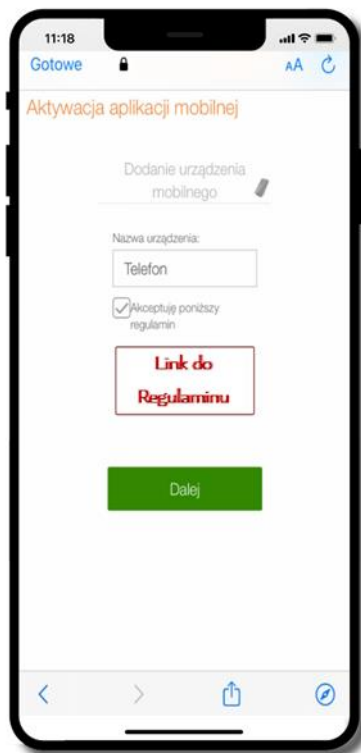 11:18
Gotowe AA
Aktywacja aplikacji mobilnej
Dodanie urządzenia
mobilnego
Nazwa urządzenia:
Telefon
Akceptuję poniższy
regulamin
Link do
Regulaminu
Dalej